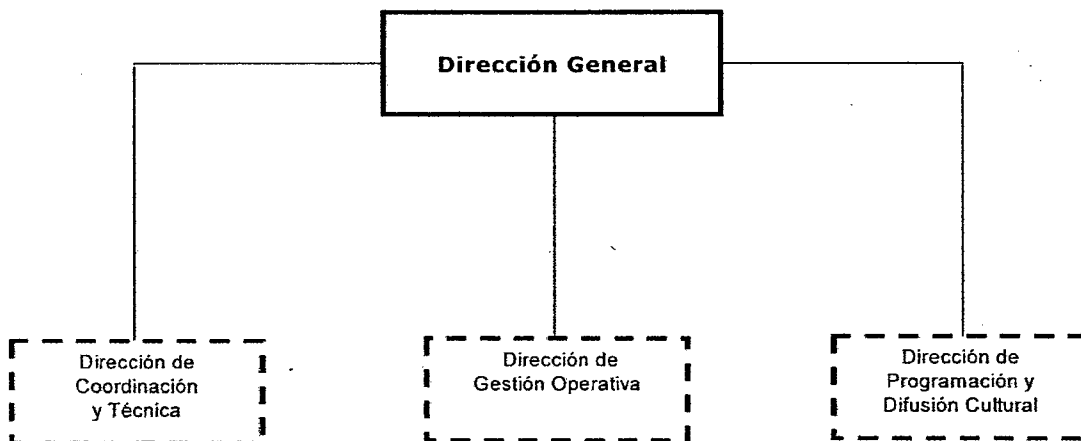 Dirección General
Dirección de
Coordinación
y Técnica
Dirección de
Gestión Operativa
Dirección de
Programación y
Difusión Cultural